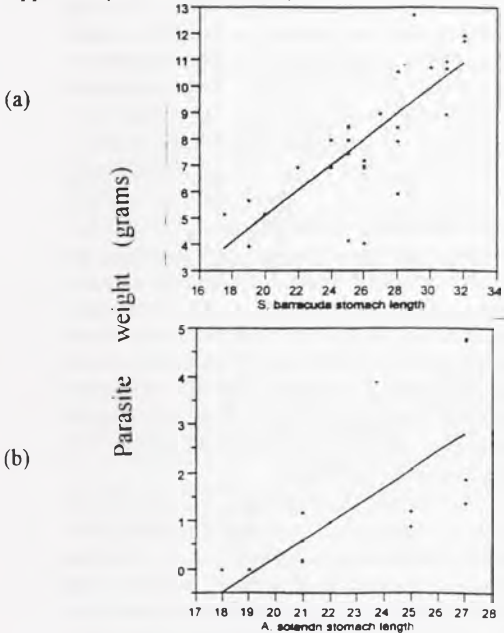 (a)
Parasite weight (grams)
13
12
11
10
9
8
7
6
5
4
3
16 18 20 22 24 26 28 30 32 34
S. barracuda stomach length
(b)
5
4
3
2
1
0
17 18 19 20 21 22 23 24 25 26 27 28
A. solandri stomach length